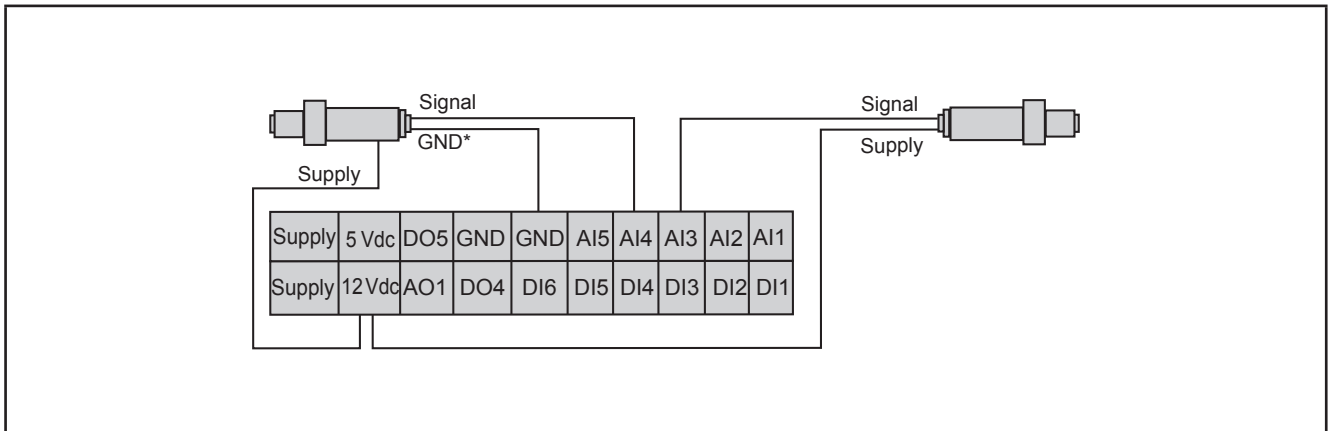 Signal
GND*
Supply
Signal
Supply
Supply 5 Vdc DO5 GND GND AI5 AI4 AI3 AI2 AI1
Supply 12 Vdc AO1 DO4 DI6 DI5 DI4 DI3 DI2 DI1